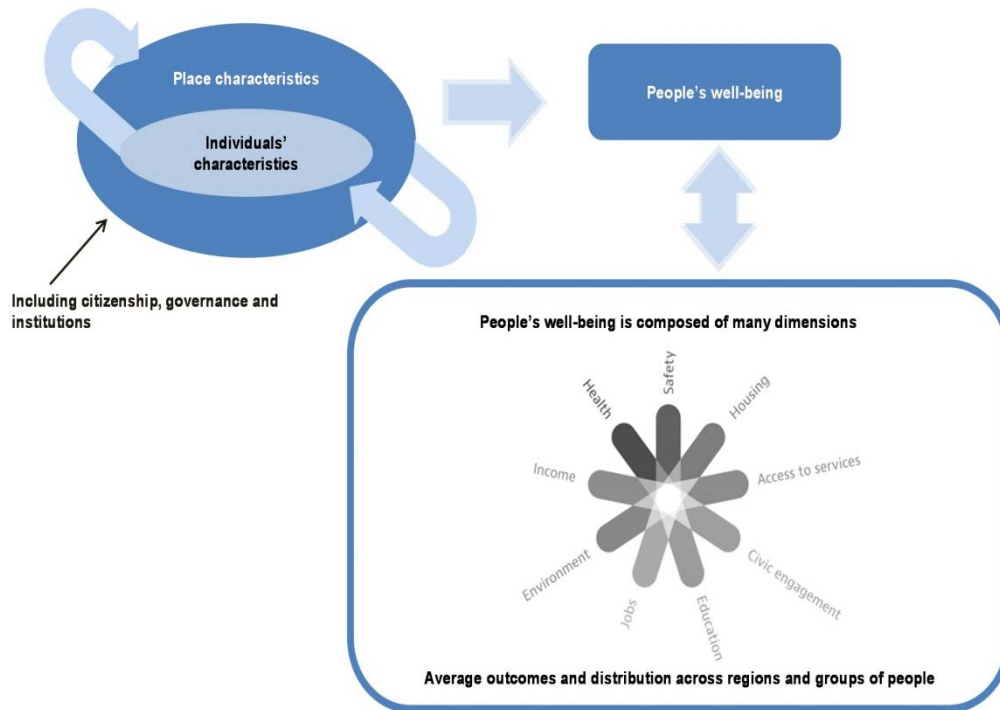 Place characteristics
People's well-being
Individuals'
characteristics
Including citizenship, governance and
institutions
People's well-being is composed of many dimensions
Safety
Health
Housing
Income
Access to services
Environment
Civic engagement
Jobs
Education
Average outcomes and distribution across regions and groups of people